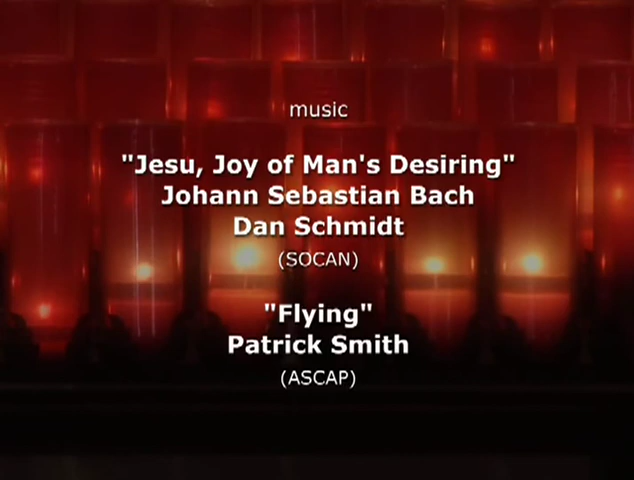 music
"Jesu, Joy of Man's Desiring"
Johann Sebastian Bach
Dan Schmidt
(SOCAN)
"Flying"
Patrick Smith
(ASCAP)